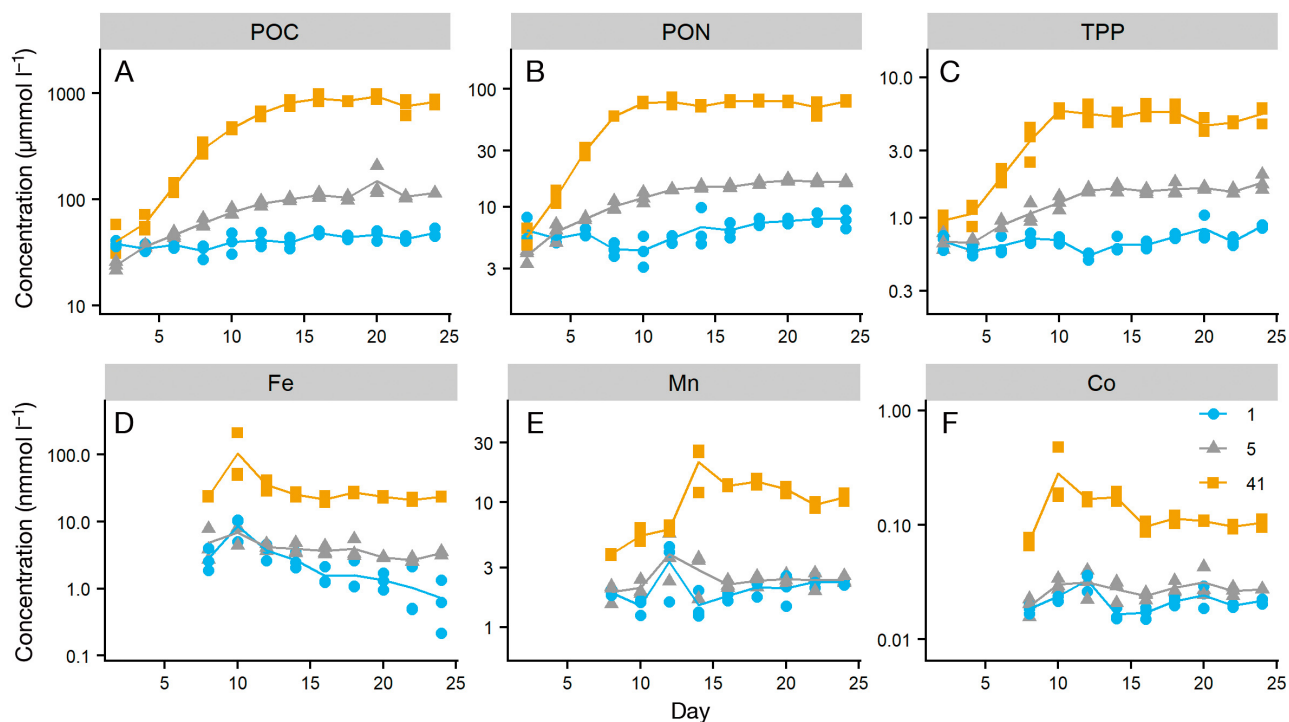 POC PON TPP
A B C
Concentration (µmmol l⁻¹)
1000
100
10
100
30
10
3
10.0
3.0
1.0
0.3
5 10 15 20 25
5 10 15 20 25
5 10 15 20 25
Fe Mn Co
D E F
Concentration (nmmol l⁻¹)
100.0
10.0
1.0
0.1
30
10
3
1
1.00
0.10
0.01
1
5
41
5 10 15 20 25
5 10 15 20 25
5 10 15 20 25
Day